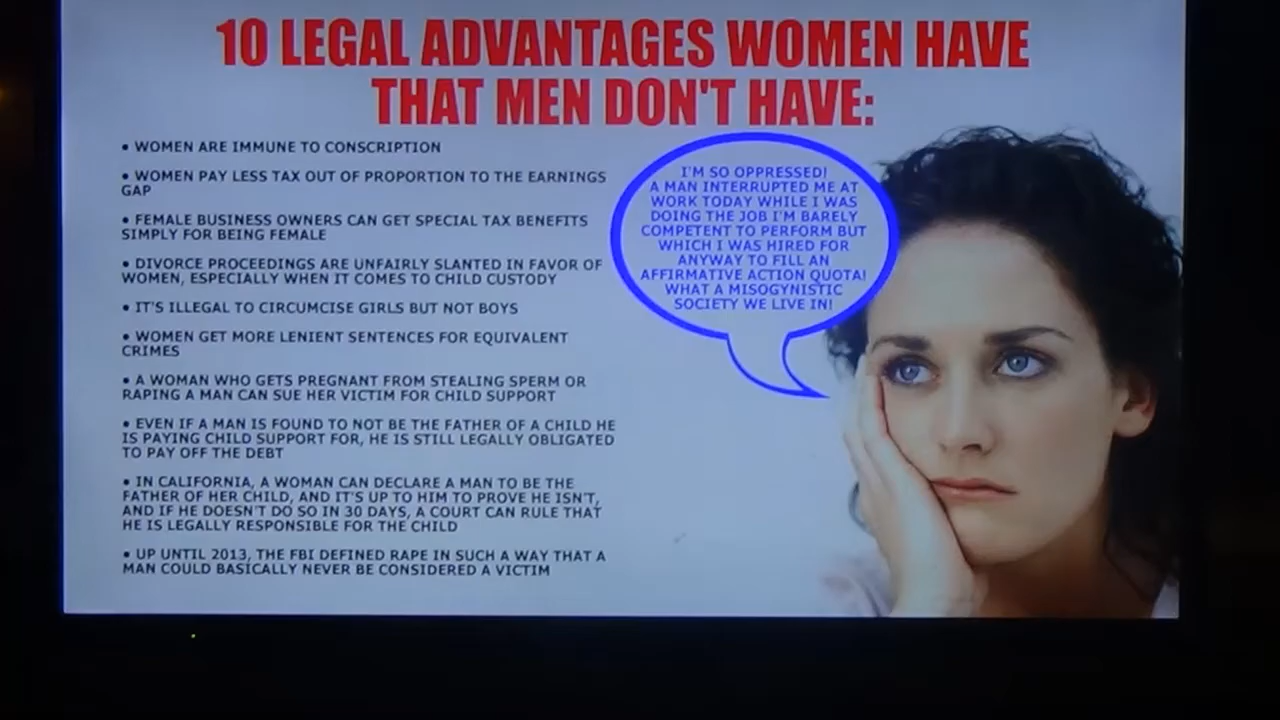 10 LEGAL ADVANTAGES WOMEN HAVE
THAT MEN DON'T HAVE:
• WOMEN ARE IMMUNE TO CONSCRIPTION
• WOMEN PAY LESS TAX OUT OF PROPORTION TO THE EARNINGS
GAP
• FEMALE BUSINESS OWNERS CAN GET SPECIAL TAX BENEFITS
SIMPLY FOR BEING FEMALE
• DIVORCE PROCEEDINGS ARE UNFAIRLY SLANTED IN FAVOR OF
WOMEN, ESPECIALLY WHEN IT COMES TO CHILD CUSTODY
• IT'S ILLEGAL TO CIRCUMCISE GIRLS BUT NOT BOYS
• WOMEN GET MORE LENIENT SENTENCES FOR EQUIVALENT
CRIMES
• A WOMAN WHO GETS PREGNANT FROM STEALING SPERM OR
RAPING A MAN CAN SUE HER VICTIM FOR CHILD SUPPORT
• EVEN IF A MAN IS FOUND TO NOT BE THE FATHER OF A CHILD HE
IS PAYING CHILD SUPPORT FOR, HE IS STILL LEGALLY OBLIGATED
TO PAY OFF THE DEBT
• IN CALIFORNIA, A WOMAN CAN DECLARE A MAN TO BE THE
FATHER OF HER CHILD, AND IT'S UP TO HIM TO PROVE HE ISN'T,
AND IF HE DOESN'T DO SO IN 30 DAYS, A COURT CAN RULE THAT
HE IS LEGALLY RESPONSIBLE FOR THE CHILD
• UP UNTIL 2013, THE FBI DEFINED RAPE IN SUCH A WAY THAT A
MAN COULD BASICALLY NEVER BE CONSIDERED A VICTIM
I'M SO OPPRESSED!
A MAN INTERRUPTED ME AT
WORK TODAY WHILE I WAS
DOING THE JOB I'M BARELY
COMPETENT TO PERFORM BUT
WHICH I WAS HIRED FOR
ANYWAY TO FILL AN
AFFIRMATIVE ACTION QUOTA!
WHAT A MISOGYNISTIC
SOCIETY WE LIVE IN!